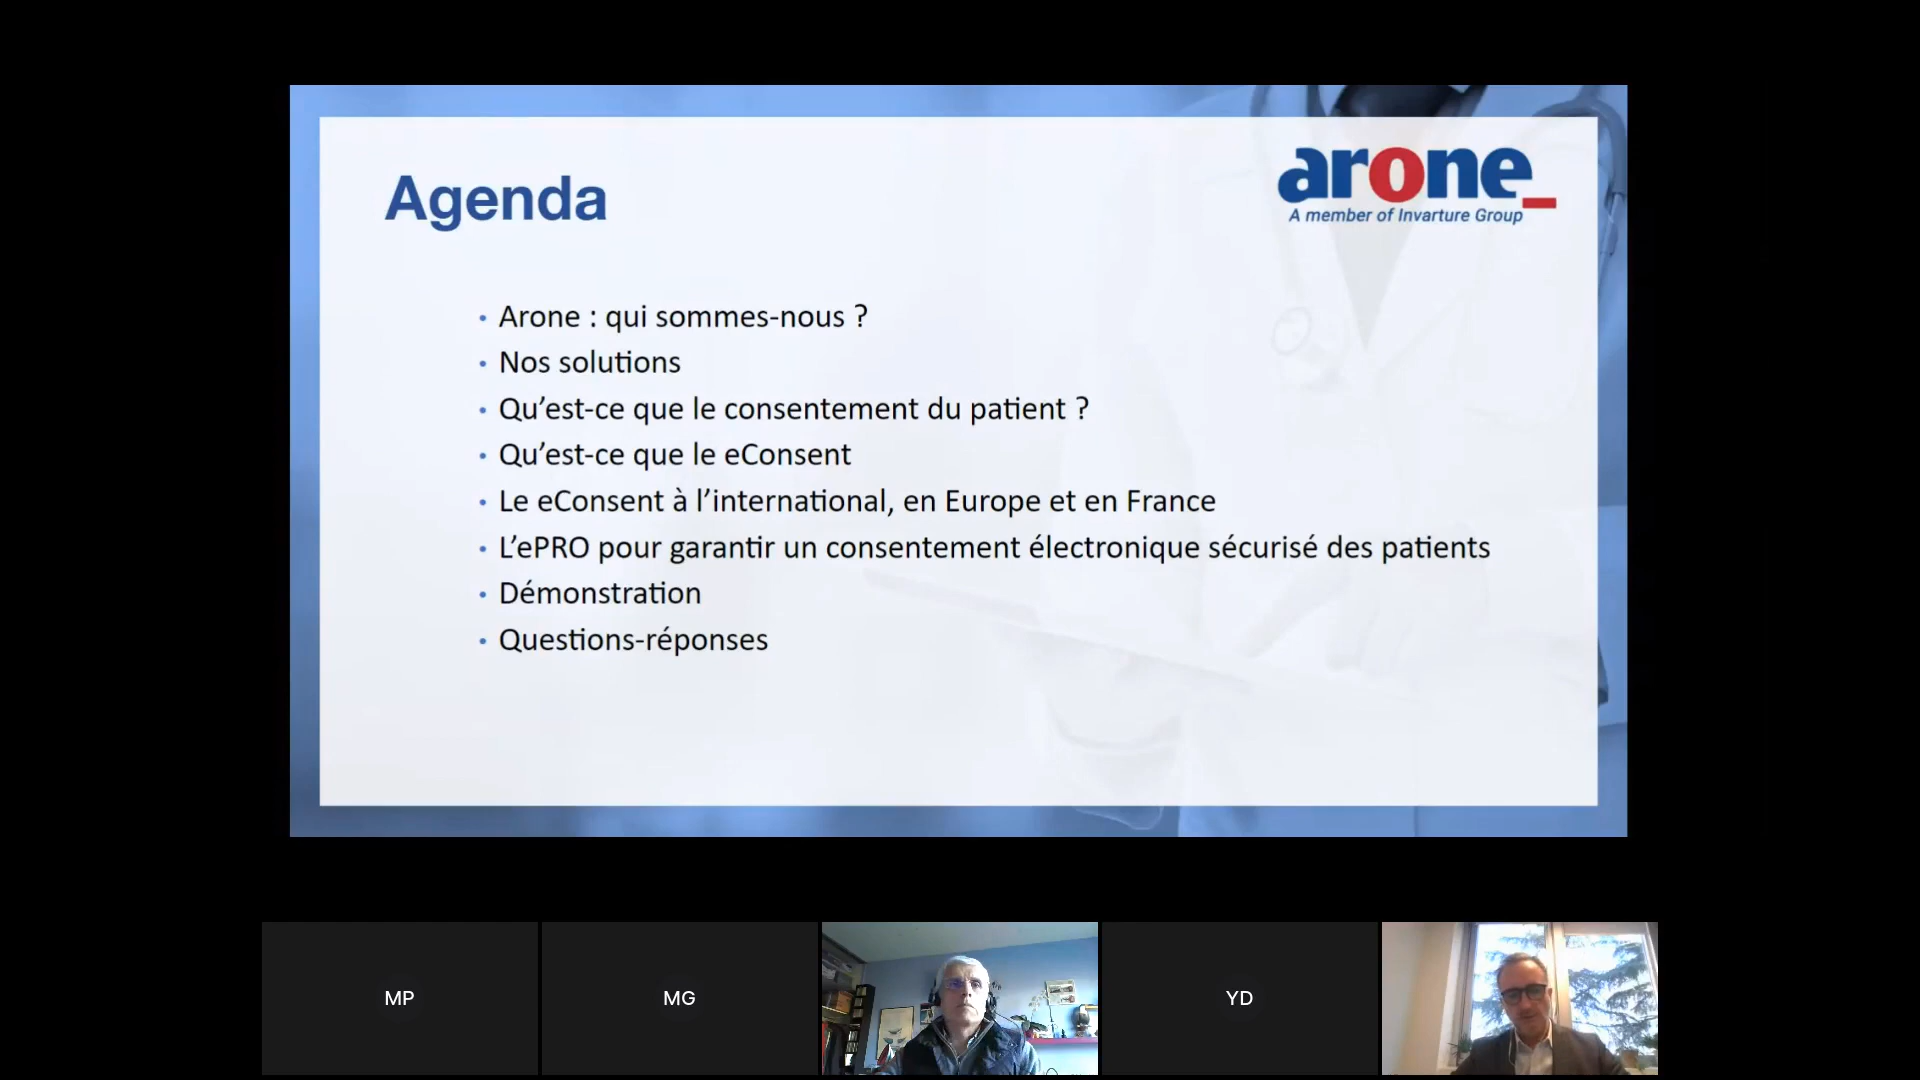 Agenda
arone_
A member of Invarture Group
• Arone : qui sommes-nous ?
• Nos solutions
• Qu’est-ce que le consentement du patient ?
• Qu’est-ce que le eConsent
• Le eConsent à l’international, en Europe et en France
• L’ePRO pour garantir un consentement électronique sécurisé des patients
• Démonstration
• Questions-réponses
MP
MG
YD